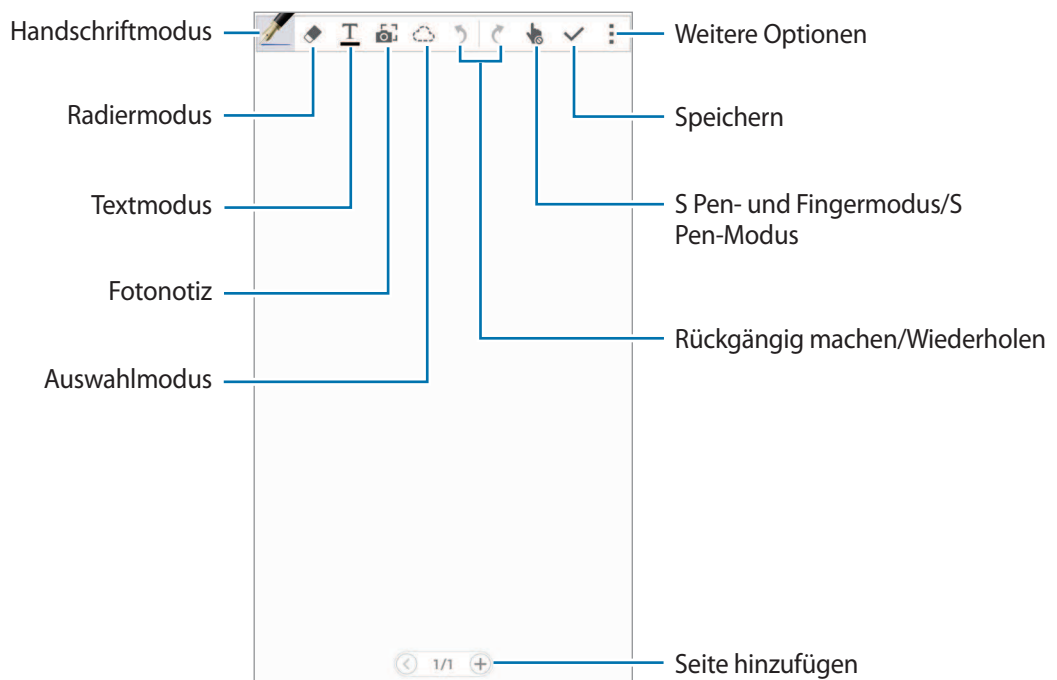 Handschriftmodus
Weitere Optionen
Radiermodus
Speichern
Textmodus
S Pen- und Fingermodus/S
Pen-Modus
Fotonotiz
Rückgängig machen/Wiederholen
Auswahlmodus
1/1
Seite hinzufügen